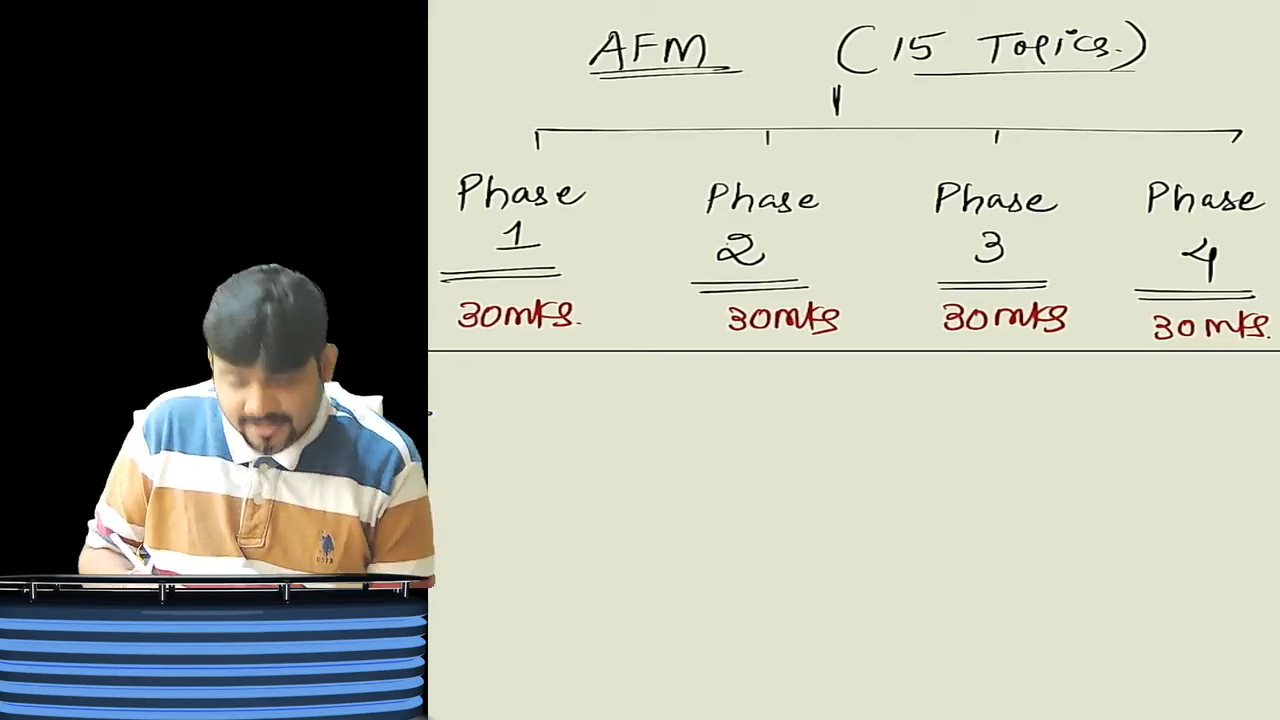 AFM (15 Topics.)
Phase 1 Phase 2 Phase 3 Phase 4
30mks. 30mks 30mks 30mks.